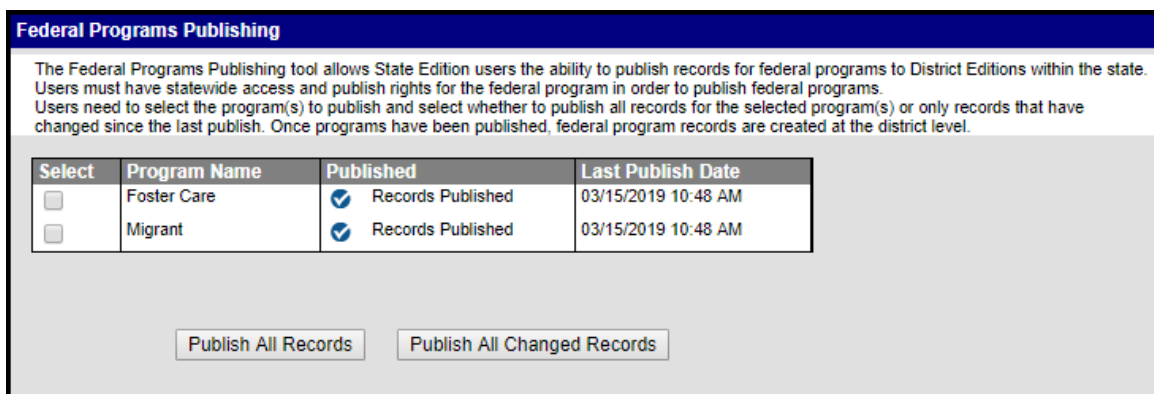 Federal Programs Publishing
The Federal Programs Publishing tool allows State Edition users the ability to publish records for federal programs to District Editions within the state.
Users must have statewide access and publish rights for the federal program in order to publish federal programs.
Users need to select the program(s) to publish and select whether to publish all records for the selected program(s) or only records that have
changed since the last publish. Once programs have been published, federal program records are created at the district level.
Select Program Name Published Last Publish Date
Foster Care Records Published 03/15/2019 10:48 AM
Migrant Records Published 03/15/2019 10:48 AM
Publish All Records Publish All Changed Records